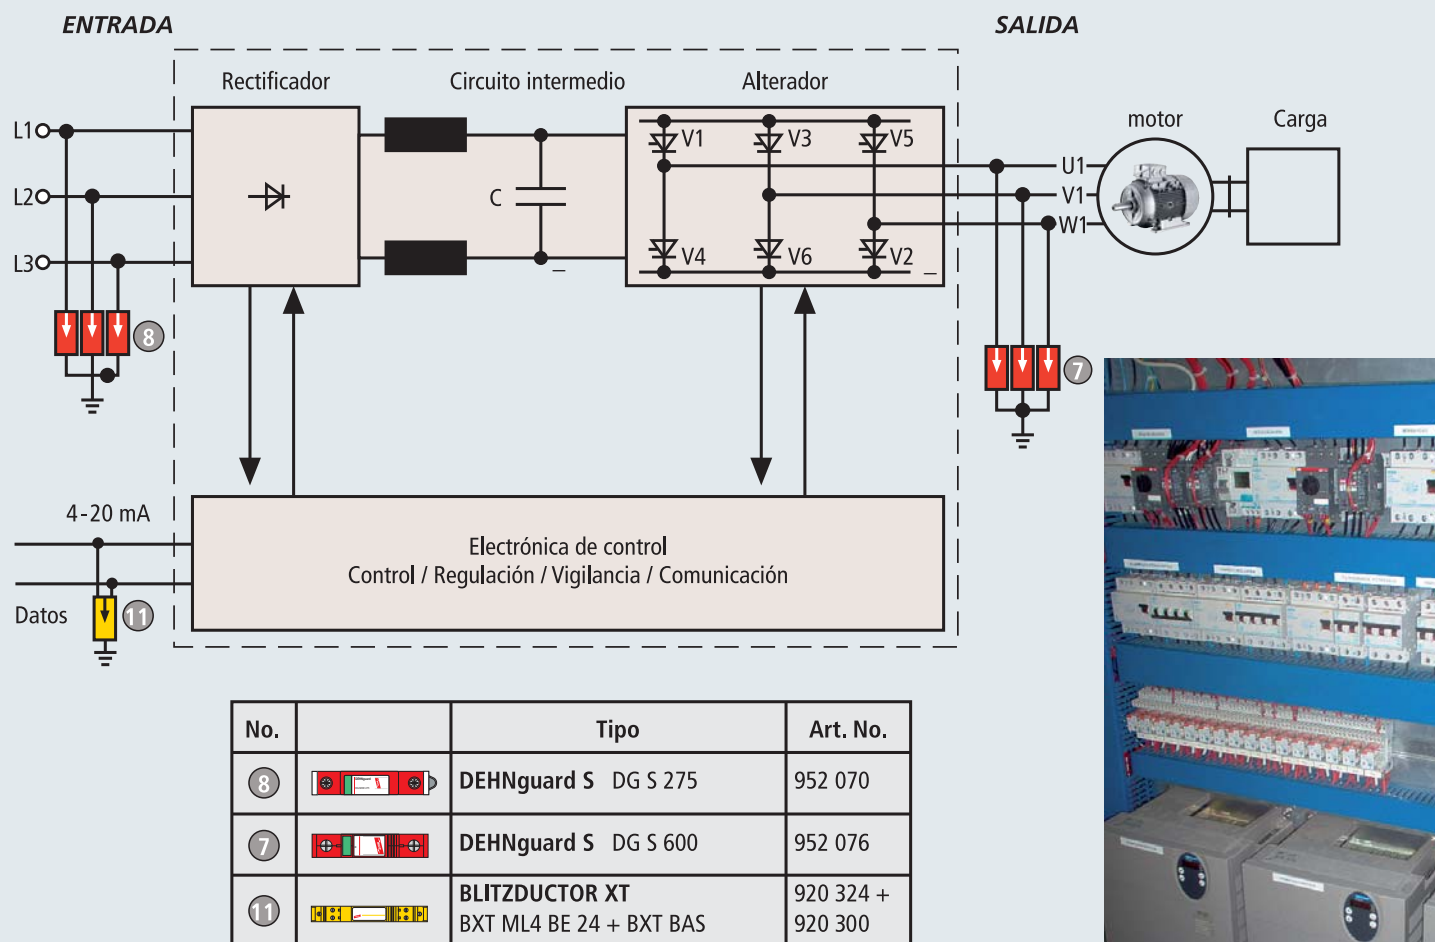 ENTRADA
SALIDA
Rectificador
Circuito intermedio
Alterador
motor
Carga
L1
L2
L3
C
–
V1
V3
V5
V4
V6
V2
–
U1
V1
W1
8
7
4-20 mA
Datos
11
Electrónica de control
Control / Regulación / Vigilancia / Comunicación
No.
Tipo
Art. No.
8
DEHNguard S DG S 275
952 070
7
DEHNguard S DG S 600
952 076
11
BLITZDUCTOR XT
BXT ML4 BE 24 + BXT BAS
920 324 +
920 300